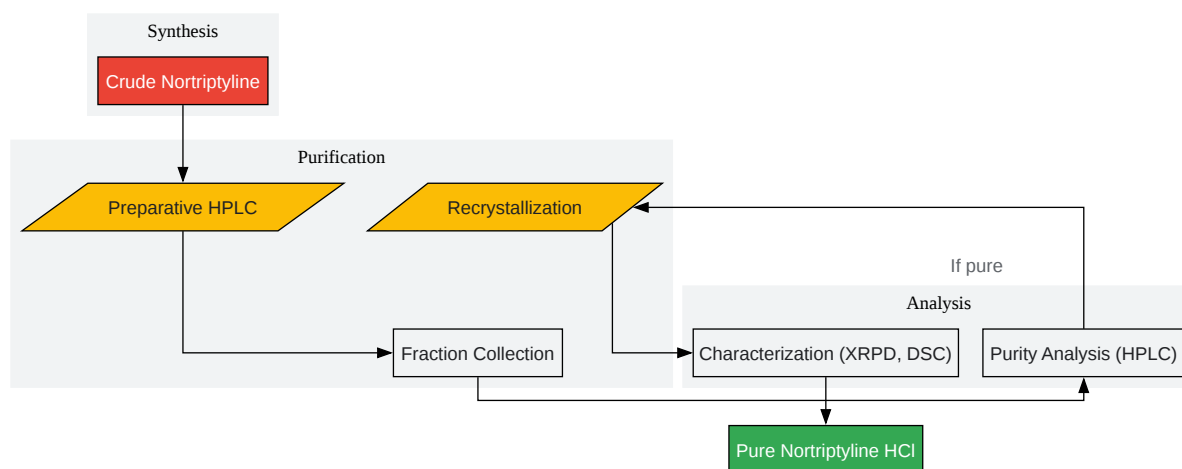 Synthesis
Crude Nortriptyline
Purification
Preparative HPLC
Recrystallization
If pure
Analysis
Fraction Collection
Characterization (XRPD, DSC)
Purity Analysis (HPLC)
Pure Nortriptyline HCl